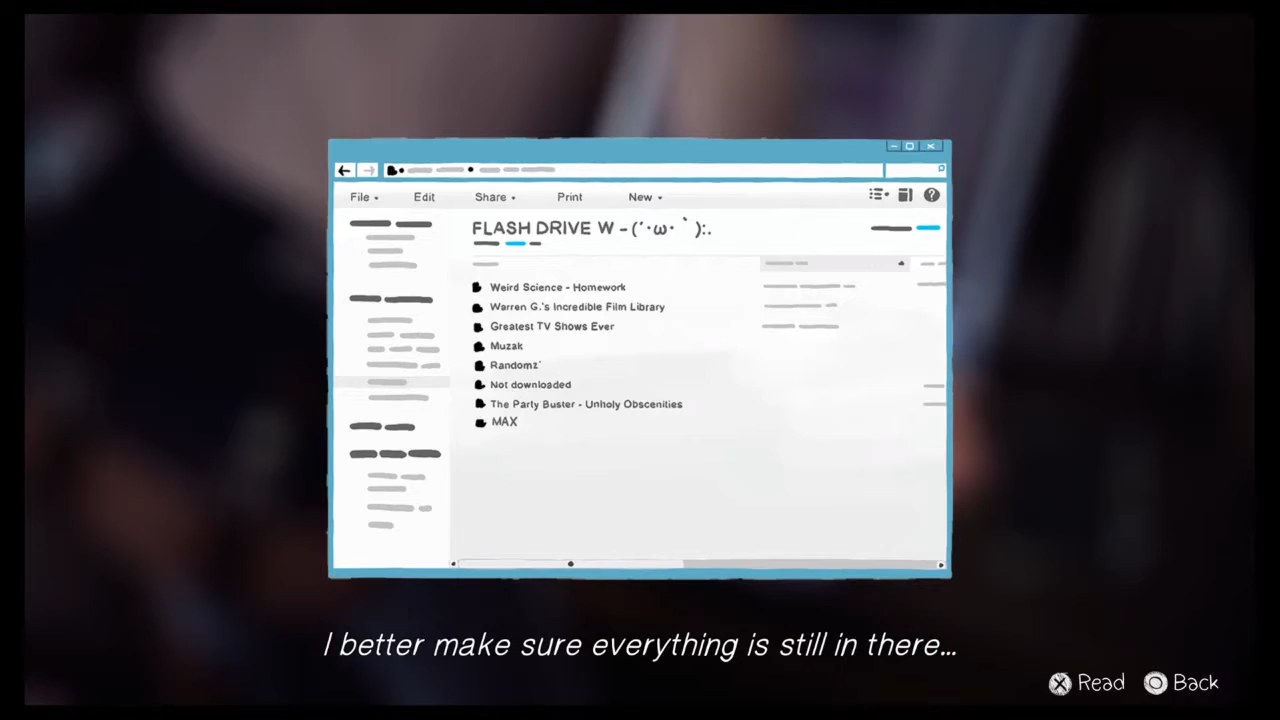 File Edit Share Print New
FLASH DRIVE W - (´･ω･`):.
Weird Science - Homework
Warren G.'s Incredible Film Library
Greatest TV Shows Ever
Muzak
Randomz'
Not downloaded
The Party Buster - Unholy Obscenities
MAX
I better make sure everything is still in there...
Read Back